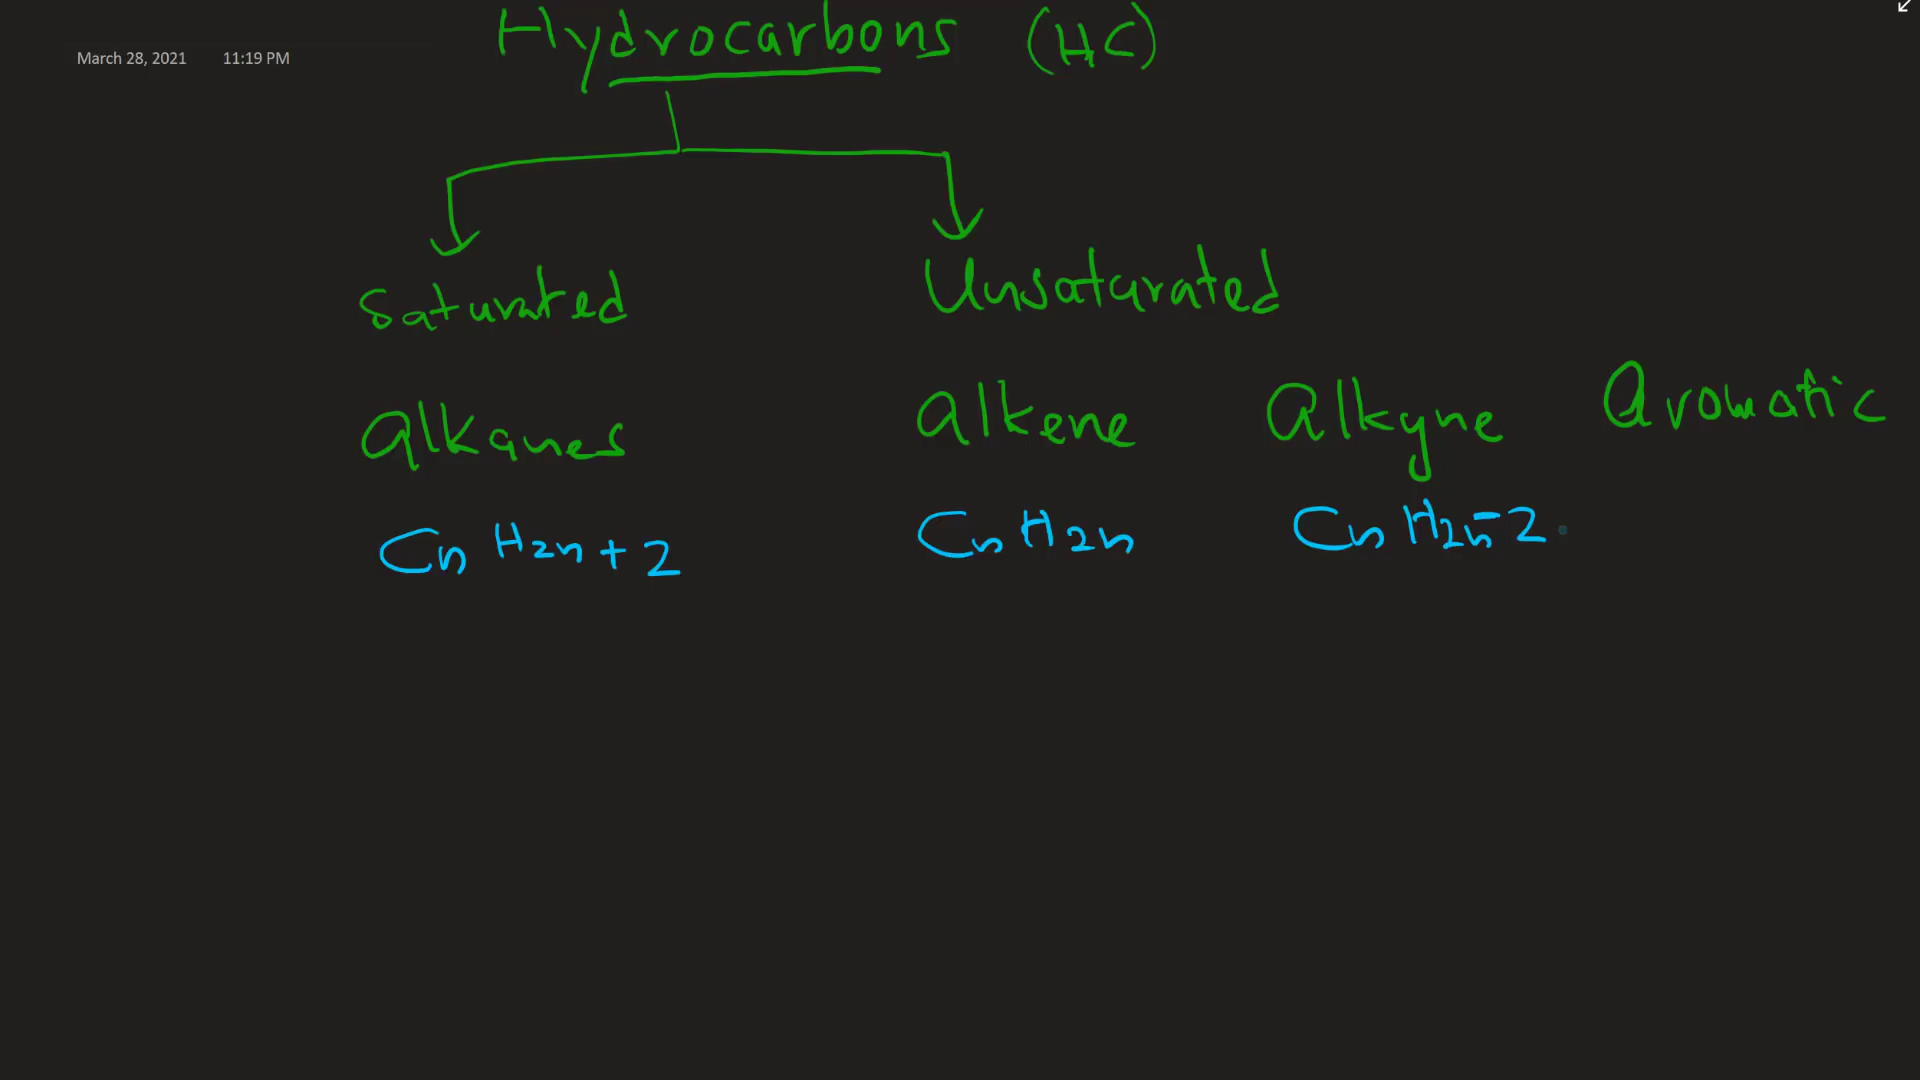 Hydrocarbons (HC)
March 28, 2021 11:19 PM
Saturated Unsaturated
Alkanes Alkene Alkyne Aromatic
CnH2n+2 CnH2n CnH2n-2